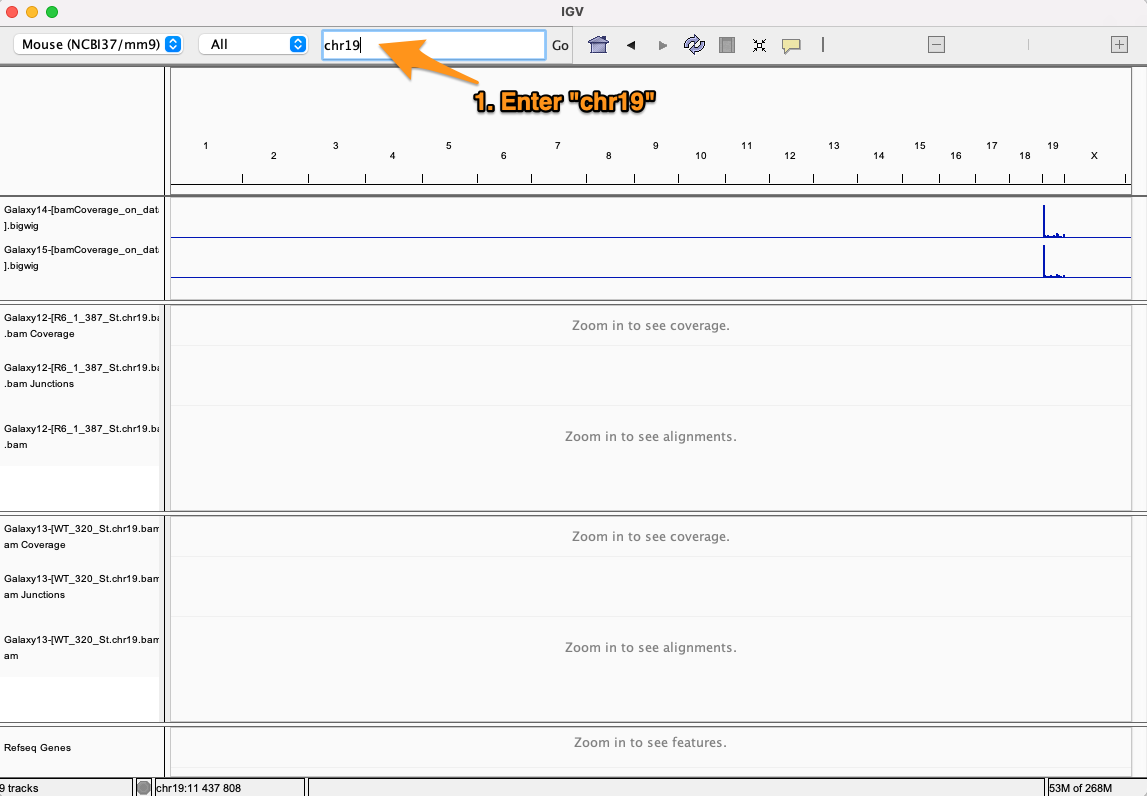 IGV
Mouse (NCBI37/mm9) All chr19 Go
1. Enter "chr19"
1 2 3 4 5 6 7 8 9 10 11 12 13 14 15 16 17 18 19 X
Galaxy14-[bamCoverage_on_data
].bigwig
Galaxy15-[bamCoverage_on_data
].bigwig
Galaxy12-[R6_1_387_St.chr19.ba
.bam Coverage
Zoom in to see coverage.
Galaxy12-[R6_1_387_St.chr19.ba
.bam Junctions
Galaxy12-[R6_1_387_St.chr19.ba
.bam
Zoom in to see alignments.
Galaxy13-[WT_320_St.chr19.bam
am Coverage
Zoom in to see coverage.
Galaxy13-[WT_320_St.chr19.bam
am Junctions
Galaxy13-[WT_320_St.chr19.bam
am
Zoom in to see alignments.
Refseq Genes
Zoom in to see features.
9 tracks chr19:11 437 808 53M of 268M